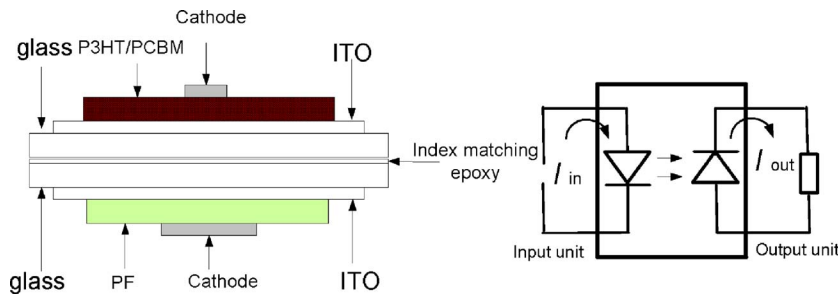 Cathode
glass P3HT/PCBM ITO
Index matching
epoxy
glass PF Cathode ITO
I in
I out
Input unit
Output unit